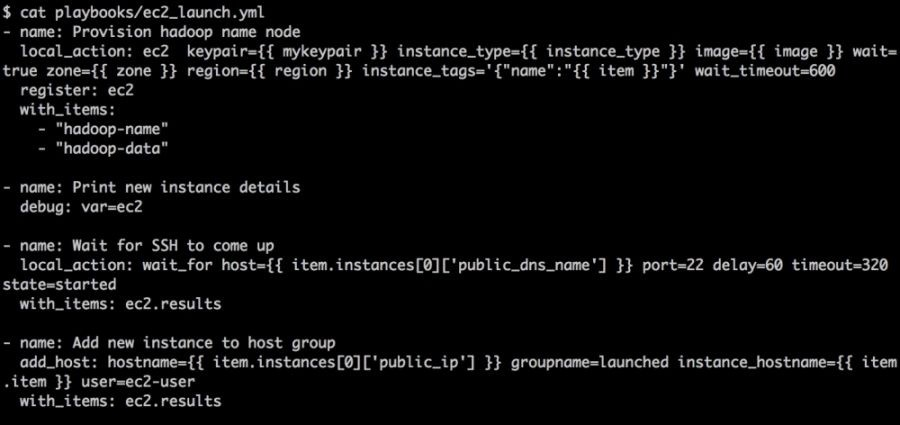 $ cat playbooks/ec2_launch.yml
- name: Provision hadoop name node
  local_action: ec2  keypair={{ mykeypair }} instance_type={{ instance_type }} image={{ image }} wait=
true zone={{ zone }} region={{ region }} instance_tags='{"name":"{{ item }}"}' wait_timeout=600
  register: ec2
  with_items:
    - "hadoop-name"
    - "hadoop-data"

- name: Print new instance details
  debug: var=ec2

- name: Wait for SSH to come up
  local_action: wait_for host={{ item.instances[0]['public_dns_name'] }} port=22 delay=60 timeout=320
state=started
  with_items: ec2.results

- name: Add new instance to host group
  add_host: hostname={{ item.instances[0]['public_ip'] }} groupname=launched instance_hostname={{ item
.item }} user=ec2-user
  with_items: ec2.results